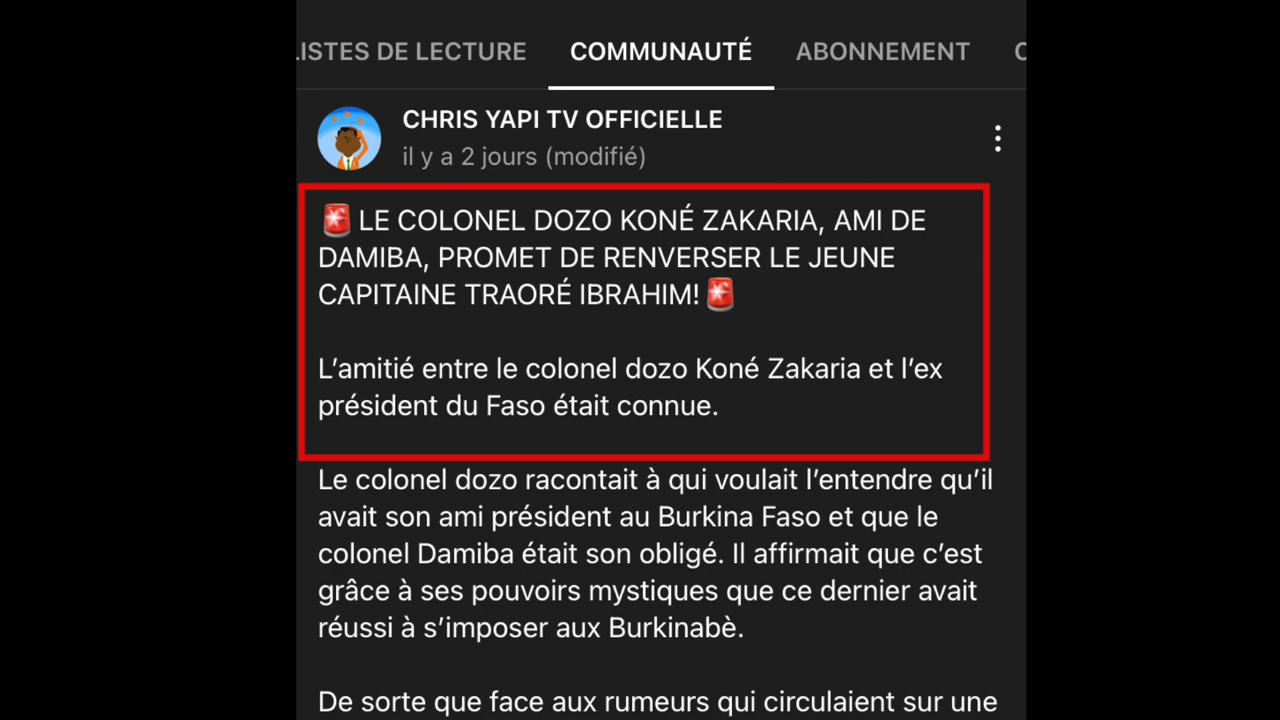 LISTES DE LECTURE COMMUNAUTÉ ABONNEMENT
CHRIS YAPI TV OFFICIELLE
il y a 2 jours (modifié)
🚨 LE COLONEL DOZO KONÉ ZAKARIA, AMI DE
DAMIBA, PROMET DE RENVERSER LE JEUNE
CAPITAINE TRAORÉ IBRAHIM! 🚨
L’amitié entre le colonel dozo Koné Zakaria et l’ex
président du Faso était connue.
Le colonel dozo racontait à qui voulait l’entendre qu’il
avait son ami président au Burkina Faso et que le
colonel Damiba était son obligé. Il affirmait que c’est
grâce à ses pouvoirs mystiques que ce dernier avait
réussi à s’imposer aux Burkinabè.
De sorte que face aux rumeurs qui circulaient sur une